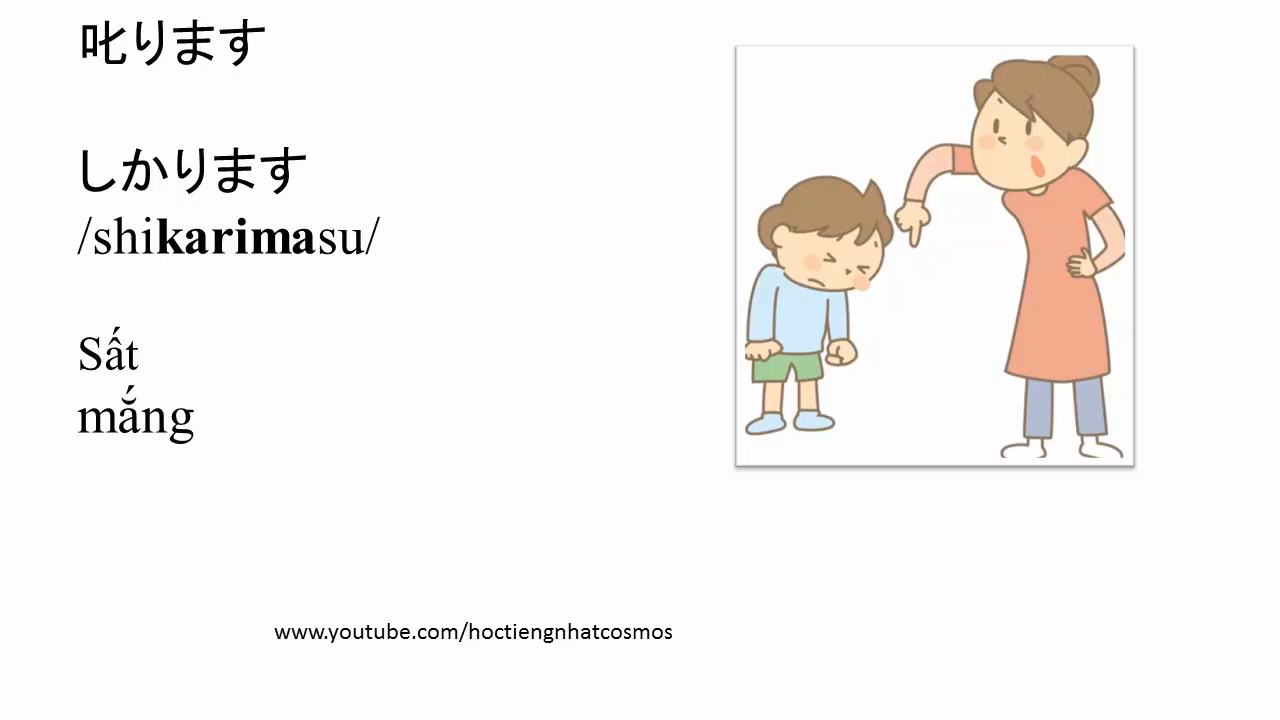 叱ります
しかります
/shikarimasu/
Sất
mắng
www.youtube.com/hoctiengnhatcosmos